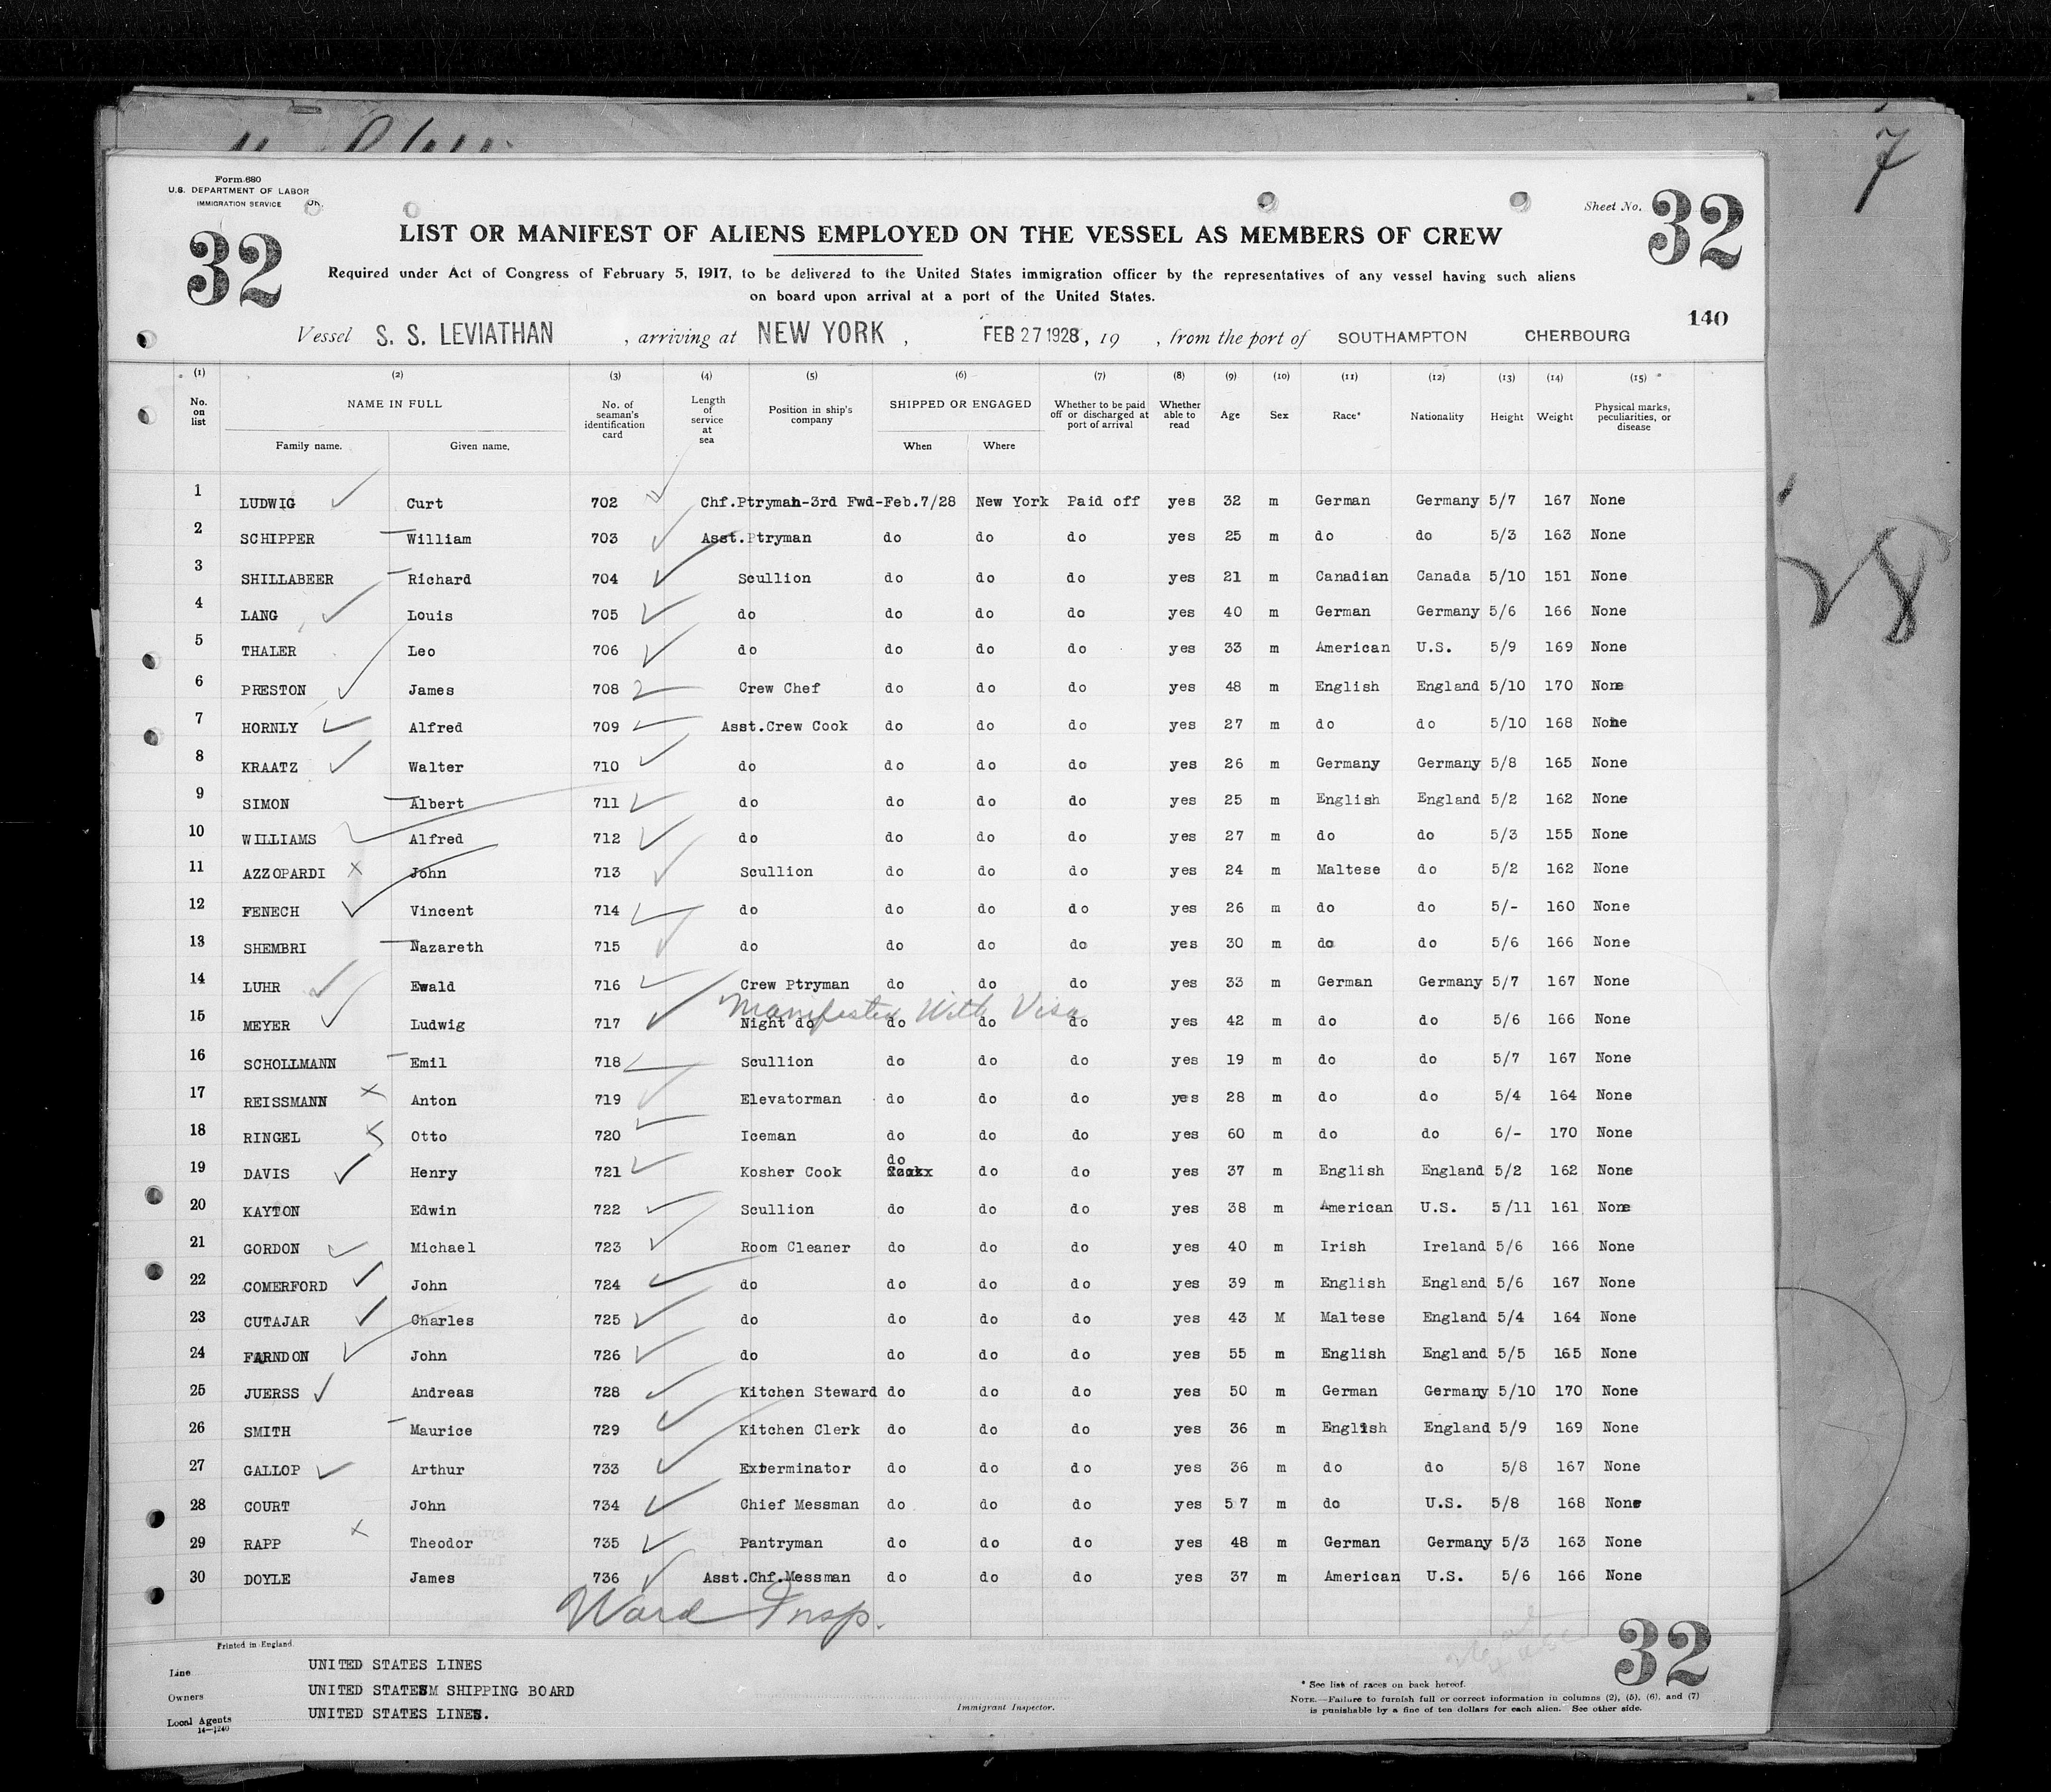 7
28
Form 680
U.S. DEPARTMENT OF LABOR
IMMIGRATION SERVICE
Sheet No. 32
32
LIST OR MANIFEST OF ALIENS EMPLOYED ON THE VESSEL AS MEMBERS OF CREW
Required under Act of Congress of February 5, 1917, to be delivered to the United States immigration officer by the representatives of any vessel having such aliens
on board upon arrival at a port of the United States.
140
Vessel S. S. LEVIATHAN , arriving at NEW YORK , FEB 27 1928, 19 , from the port of SOUTHAMPTON CHERBOURG
(1) (2) (3) (4) (5) (6) (7) (8) (9) (10) (11) (12) (13) (14) (15)
No. on list NAME IN FULL No. of seaman's identification card Length of service at sea Position in ship's company SHIPPED OR ENGAGED Whether to be paid off or discharged at port of arrival Whether able to read Age Sex Race* Nationality Height Weight Physical marks, peculiarities, or disease
Family name. Given name. When Where
1 LUDWIG Curt 702 Chf.Ptryman-3rd Fwd-Feb.7/28 New York Paid off yes 32 m German Germany 5/7 167 None
2 SCHIPPER William 703 Asst.Ptryman do do do yes 25 m do do 5/3 163 None
3 SHILLABEER Richard 704 Scullion do do do yes 21 m Canadian Canada 5/10 151 None
4 LANG Louis 705 do do do do yes 40 m German Germany 5/6 166 None
5 THALER Leo 706 do do do do yes 33 m American U.S. 5/9 169 None
6 PRESTON James 708 Crew Chef do do do yes 48 m English England 5/10 170 None
7 HORNLY Alfred 709 Asst.Crew Cook do do do yes 27 m do do 5/10 168 None
8 KRAATZ Walter 710 do do do do yes 26 m Germany Germany 5/8 165 None
9 SIMON Albert 711 do do do do yes 25 m English England 5/2 162 None
10 WILLIAMS Alfred 712 do do do do yes 27 m do do 5/3 155 None
11 AZZOPARDI John 713 Scullion do do do yes 24 m Maltese do 5/2 162 None
12 FENECH Vincent 714 do do do do yes 26 m do do 5/- 160 None
13 SHEMBRI Nazareth 715 do do do do yes 30 m do do 5/6 166 None
14 LUHR Ewald 716 Crew Ptryman do do do yes 33 m German Germany 5/7 167 None
Manifested With Visa
15 MEYER Ludwig 717 Night do do do do yes 42 m do do 5/6 166 None
16 SCHOLLMANN Emil 718 Scullion do do do yes 19 m do do 5/7 167 None
17 REISSMANN Anton 719 Elevatorman do do do yes 28 m do do 5/4 164 None
18 RINGEL Otto 720 Iceman do do do yes 60 m do do 6/- 170 None
19 DAVIS Henry 721 Kosher Cook do do do yes 37 m English England 5/2 162 None
20 KAYTON Edwin 722 Scullion do do do yes 38 m American U.S. 5/11 161 None
21 GORDON Michael 723 Room Cleaner do do do yes 40 m Irish Ireland 5/6 166 None
22 COMERFORD John 724 do do do do yes 39 m English England 5/6 167 None
23 CUTAJAR Charles 725 do do do do yes 43 M Maltese England 5/4 164 None
24 FARNDON John 726 do do do do yes 55 m English England 5/5 165 None
25 JUERSS Andreas 728 Kitchen Steward do do do yes 50 m German Germany 5/10 170 None
26 SMITH Maurice 729 Kitchen Clerk do do do yes 36 m English England 5/9 169 None
27 GALLOP Arthur 733 Exterminator do do do yes 36 m do do 5/8 167 None
28 COURT John 734 Chief Messman do do do yes 57 m do U.S. 5/8 168 None
29 RAPP Theodor 735 Pantryman do do do yes 48 m German Germany 5/3 163 None
30 DOYLE James 736 Asst.Chf.Messman do do do yes 37 m American U.S. 5/6 166 None
Ward Insp.
Printed in England.
32
Line UNITED STATES LINES
Owners UNITED STATESM SHIPPING BOARD
Local Agents UNITED STATES LINES.
14—1240
Immigrant Inspector.
* See list of races on back hereof.
NOTE.—Failure to furnish full or correct information in columns (2), (5), (6), and (7)
is punishable by a fine of ten dollars for each alien. See other side.